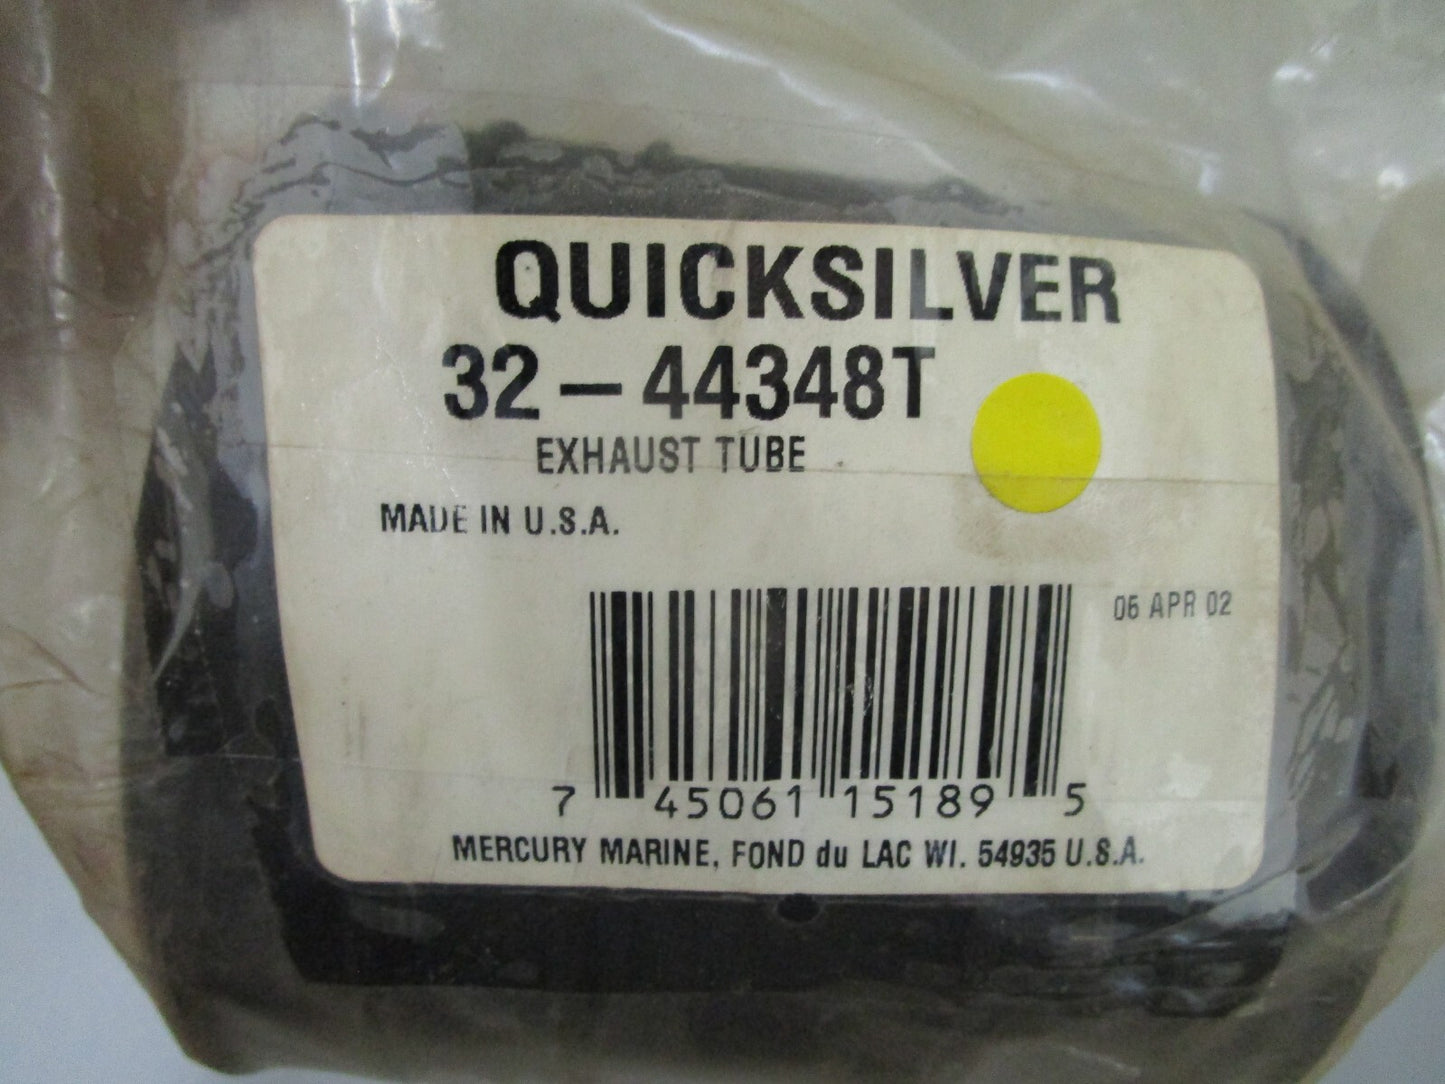 QUICKSILVER
32-44348T
EXHAUST TUBE
MADE IN U.S.A.
06 APR 02
7 45061 15189 5
MERCURY MARINE, FOND du LAC WI. 54935 U.S.A.